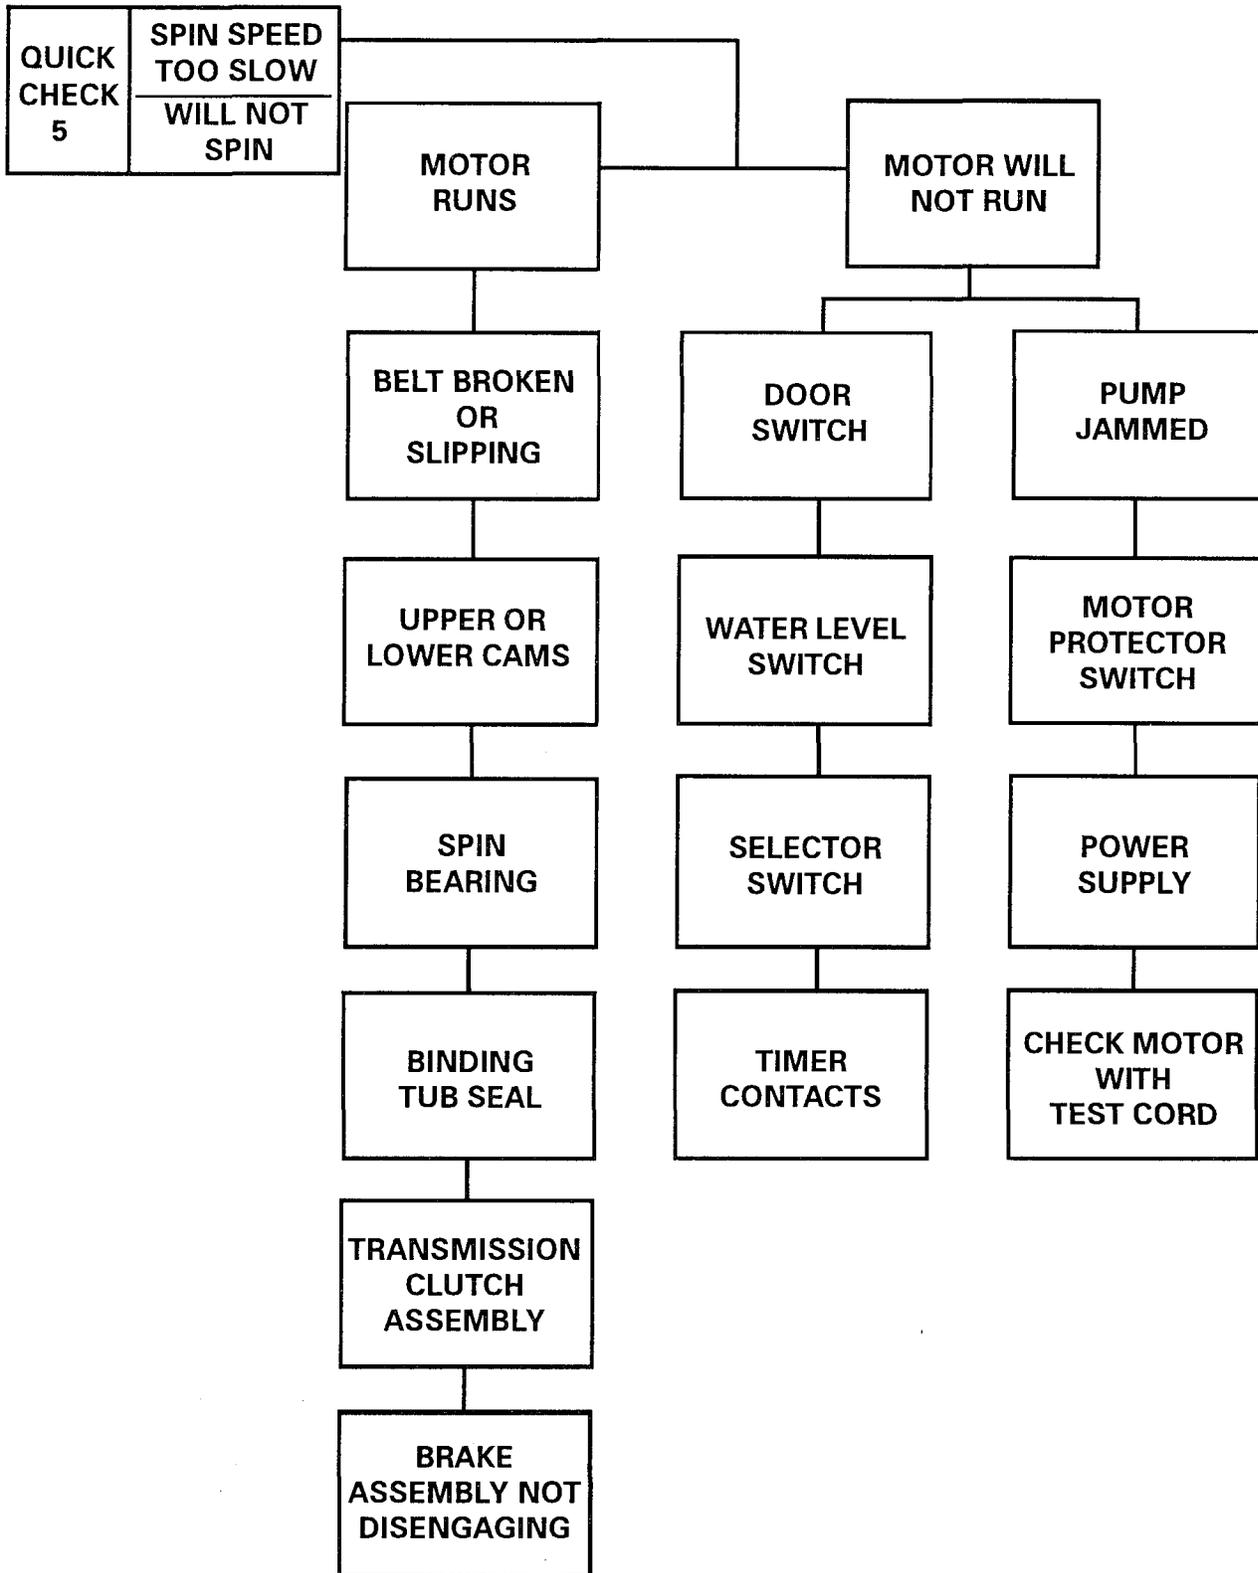 QUICK
CHECK
5
SPIN SPEED
TOO SLOW
WILL NOT
SPIN
MOTOR
RUNS
MOTOR WILL
NOT RUN
BELT BROKEN
OR
SLIPPING
DOOR
SWITCH
PUMP
JAMMED
UPPER OR
LOWER CAMS
WATER LEVEL
SWITCH
MOTOR
PROTECTOR
SWITCH
SPIN
BEARING
SELECTOR
SWITCH
POWER
SUPPLY
BINDING
TUB SEAL
TIMER
CONTACTS
CHECK MOTOR
WITH
TEST CORD
TRANSMISSION
CLUTCH
ASSEMBLY
BRAKE
ASSEMBLY NOT
DISENGAGING